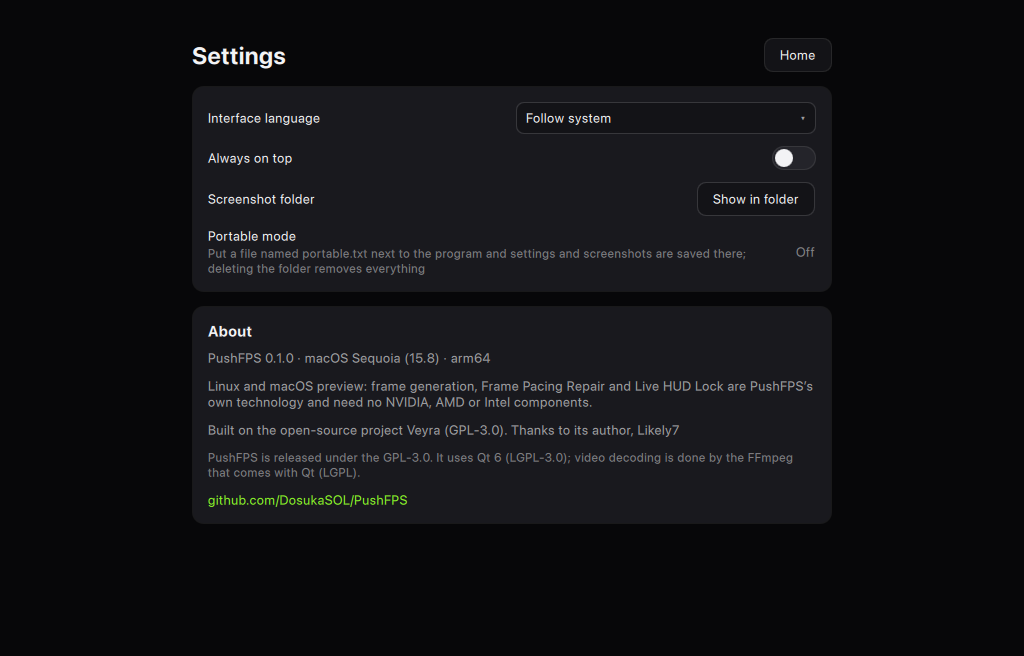 Settings
Home
Interface language
Follow system
Always on top
Screenshot folder
Show in folder
Portable mode
Put a file named portable.txt next to the program and settings and screenshots are saved there;
deleting the folder removes everything
Off
About
PushFPS 0.1.0 · macOS Sequoia (15.8) · arm64
Linux and macOS preview: frame generation, Frame Pacing Repair and Live HUD Lock are PushFPS’s
own technology and need no NVIDIA, AMD or Intel components.
Built on the open-source project Veyra (GPL-3.0). Thanks to its author, Likely7
PushFPS is released under the GPL-3.0. It uses Qt 6 (LGPL-3.0); video decoding is done by the FFmpeg
that comes with Qt (LGPL).
github.com/DosukaSOL/PushFPS